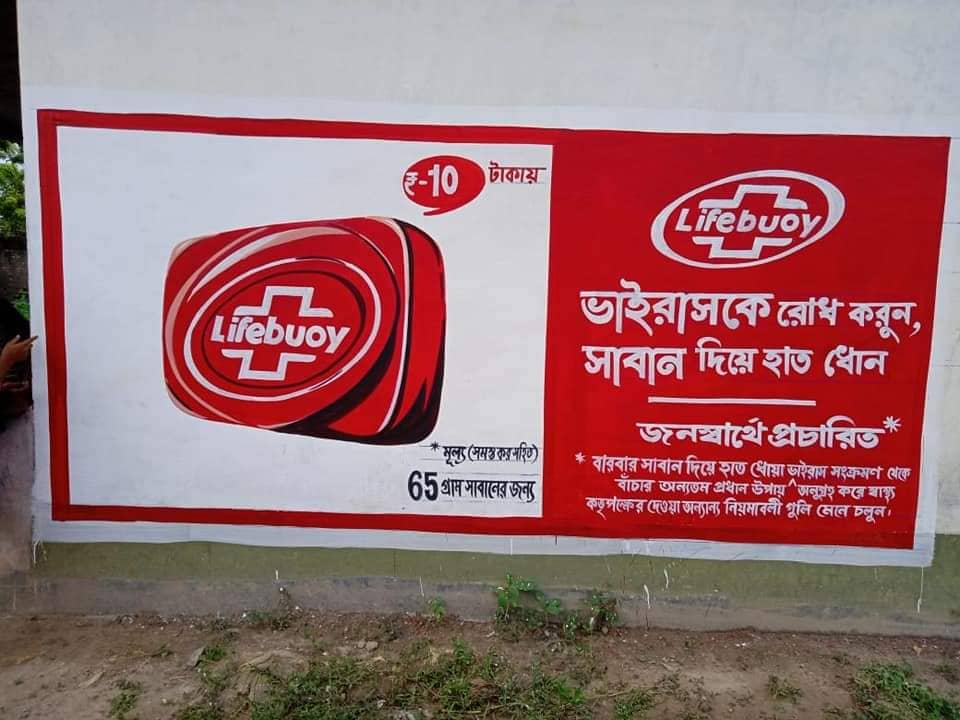 ₹-10 টাকায়
Lifebuoy
* মূল্য (সমস্ত কর সহিত)
65 গ্রাম সাবানের জন্য
Lifebuoy
ভাইরাসকে রোধ করুন,
সাবান দিয়ে হাত ধোন
জনস্বার্থে প্রচারিত*
* বারবার সাবান দিয়ে হাত ধোয়া ভাইরাস সংক্রমণ থেকে
বাঁচার অন্যতম প্রধান উপায় ^ অনুগ্রহ করে স্বাস্থ্য
কতৃপক্ষের দেওয়া অন্যান্য নিয়মাবলী গুলি মেনে চলুন।